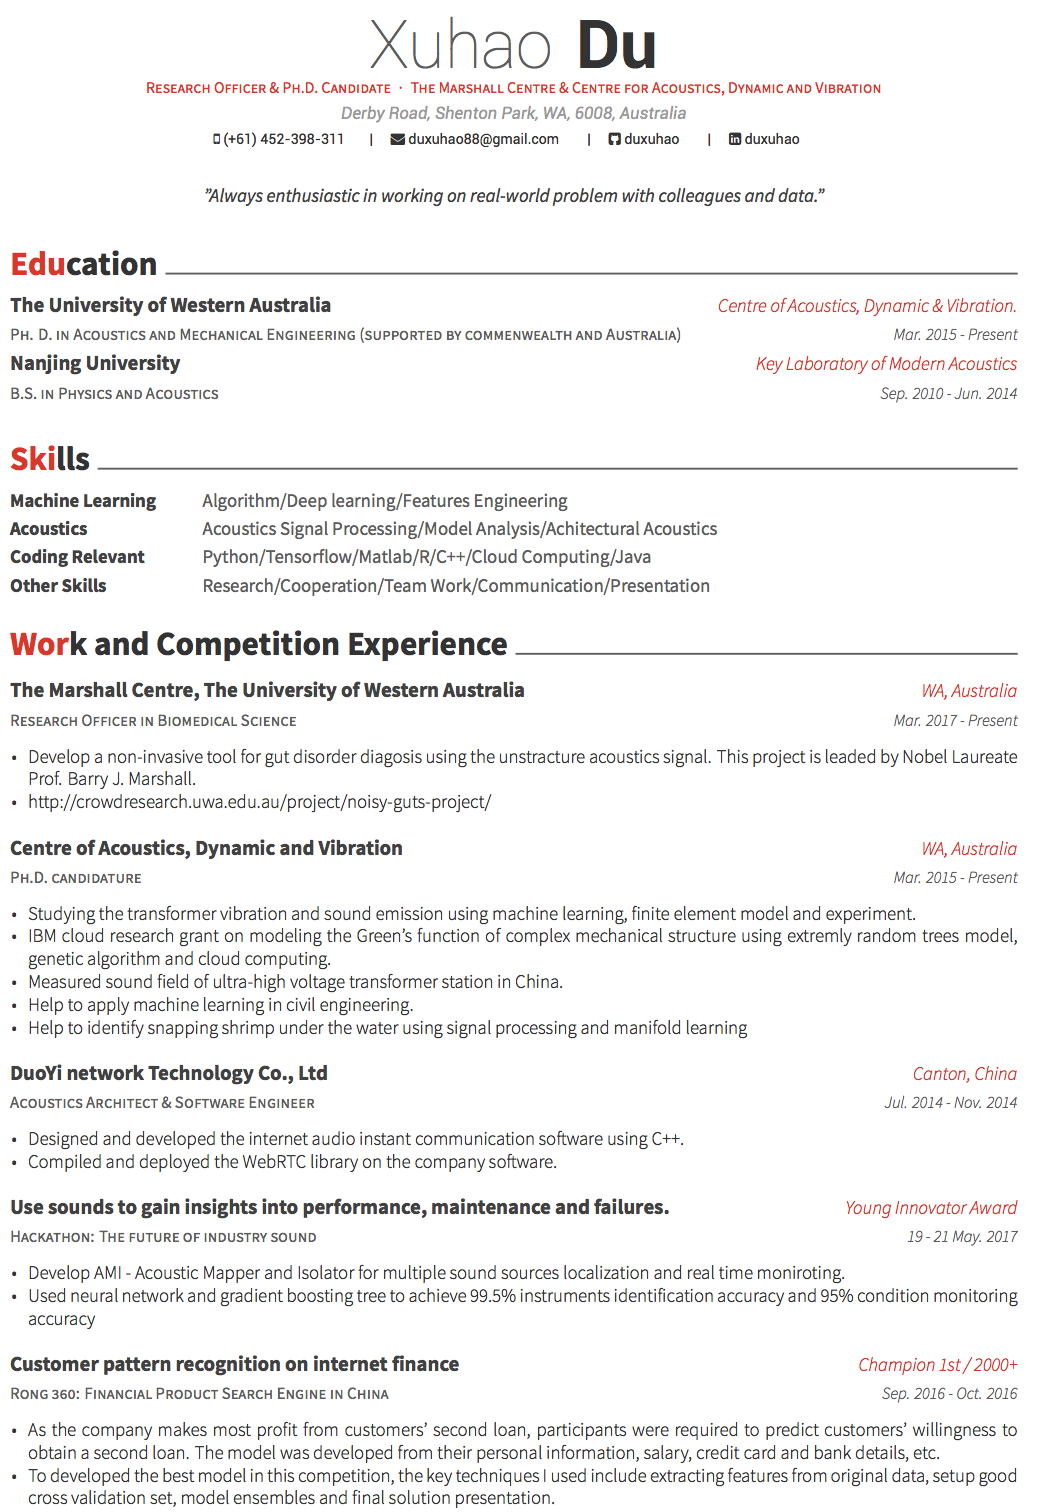 Xuhao Du
Research Officer & Ph.D. Candidate · The Marshall Centre & Centre for Acoustics, Dynamic and Vibration
Derby Road, Shenton Park, WA, 6008, Australia
(+61) 452-398-311 | duxuhao88@gmail.com | duxuhao | duxuhao
"Always enthusiastic in working on real-world problem with colleagues and data."
Education
The University of Western Australia Centre of Acoustics, Dynamic & Vibration.
Ph. D. in Acoustics and Mechanical Engineering (supported by commenwealth and Australia) Mar. 2015 - Present
Nanjing University Key Laboratory of Modern Acoustics
B.S. in Physics and Acoustics Sep. 2010 - Jun. 2014
Skills
Machine Learning Algorithm/Deep learning/Features Engineering
Acoustics Acoustics Signal Processing/Model Analysis/Achitectural Acoustics
Coding Relevant Python/Tensorflow/Matlab/R/C++/Cloud Computing/Java
Other Skills Research/Cooperation/Team Work/Communication/Presentation
Work and Competition Experience
The Marshall Centre, The University of Western Australia WA, Australia
Research Officer in Biomedical Science Mar. 2017 - Present
• Develop a non-invasive tool for gut disorder diagosis using the unstracture acoustics signal. This project is leaded by Nobel Laureate
Prof. Barry J. Marshall.
• http://crowdresearch.uwa.edu.au/project/noisy-guts-project/
Centre of Acoustics, Dynamic and Vibration WA, Australia
Ph.D. candidature Mar. 2015 - Present
• Studying the transformer vibration and sound emission using machine learning, finite element model and experiment.
• IBM cloud research grant on modeling the Green's function of complex mechanical structure using extremly random trees model,
genetic algorithm and cloud computing.
• Measured sound field of ultra-high voltage transformer station in China.
• Help to apply machine learning in civil engineering.
• Help to identify snapping shrimp under the water using signal processing and manifold learning
DuoYi network Technology Co., Ltd Canton, China
Acoustics Architect & Software Engineer Jul. 2014 - Nov. 2014
• Designed and developed the internet audio instant communication software using C++.
• Compiled and deployed the WebRTC library on the company software.
Use sounds to gain insights into performance, maintenance and failures. Young Innovator Award
Hackathon: The future of industry sound 19 - 21 May. 2017
• Develop AMI - Acoustic Mapper and Isolator for multiple sound sources localization and real time moniroting.
• Used neural network and gradient boosting tree to achieve 99.5% instruments identification accuracy and 95% condition monitoring
accuracy
Customer pattern recognition on internet finance Champion 1st / 2000+
Rong 360: Financial Product Search Engine in China Sep. 2016 - Oct. 2016
• As the company makes most profit from customers' second loan, participants were required to predict customers' willingness to
obtain a second loan. The model was developed from their personal information, salary, credit card and bank details, etc.
• To developed the best model in this competition, the key techniques I used include extracting features from original data, setup good
cross validation set, model ensembles and final solution presentation.